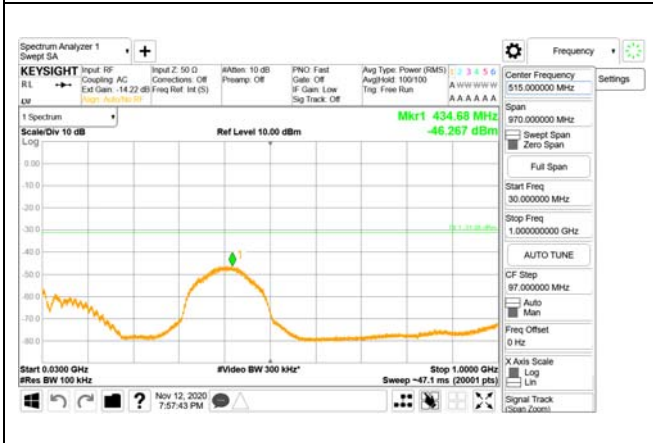 Spectrum Analyzer 1
Swept SA
+
Frequency
KEYSIGHT
Input: RF
Coupling: AC
Ext Gain: -14.22 dB
Align: Auto/No RF
Input Z: 50 Ω
Corrections: Off
Freq Ref: Int (S)
#Atten: 10 dB
Preamp: Off
PNO: Fast
Gate: Off
IF Gain: Low
Sig Track: Off
Avg Type: Power (RMS)
Avg|Hold: 100/100
Trig: Free Run
1 2 3 4 5 6
A W W W W W
A A A A A A
RL
1 Spectrum
Scale/Div 10 dB
Log
Ref Level 10.00 dBm
Mkr1 434.68 MHz
-46.267 dBm
0.00
-10.0
-20.0
-30.0
-40.0
-50.0
-60.0
-70.0
-80.0
1
Start 0.0300 GHz
#Res BW 100 kHz
#Video BW 300 kHz*
Stop 1.0000 GHz
Sweep ~47.1 ms (20001 pts)
?
Nov 12, 2020
7:57:43 PM
Center Frequency
515.000000 MHz
Settings
Span
970.000000 MHz
Swept Span
Zero Span
Full Span
Start Freq
30.000000 MHz
Stop Freq
1.000000000 GHz
AUTO TUNE
CF Step
97.000000 MHz
Auto
Man
Freq Offset
0 Hz
X Axis Scale
Log
Lin
Signal Track
(Span Zoom)